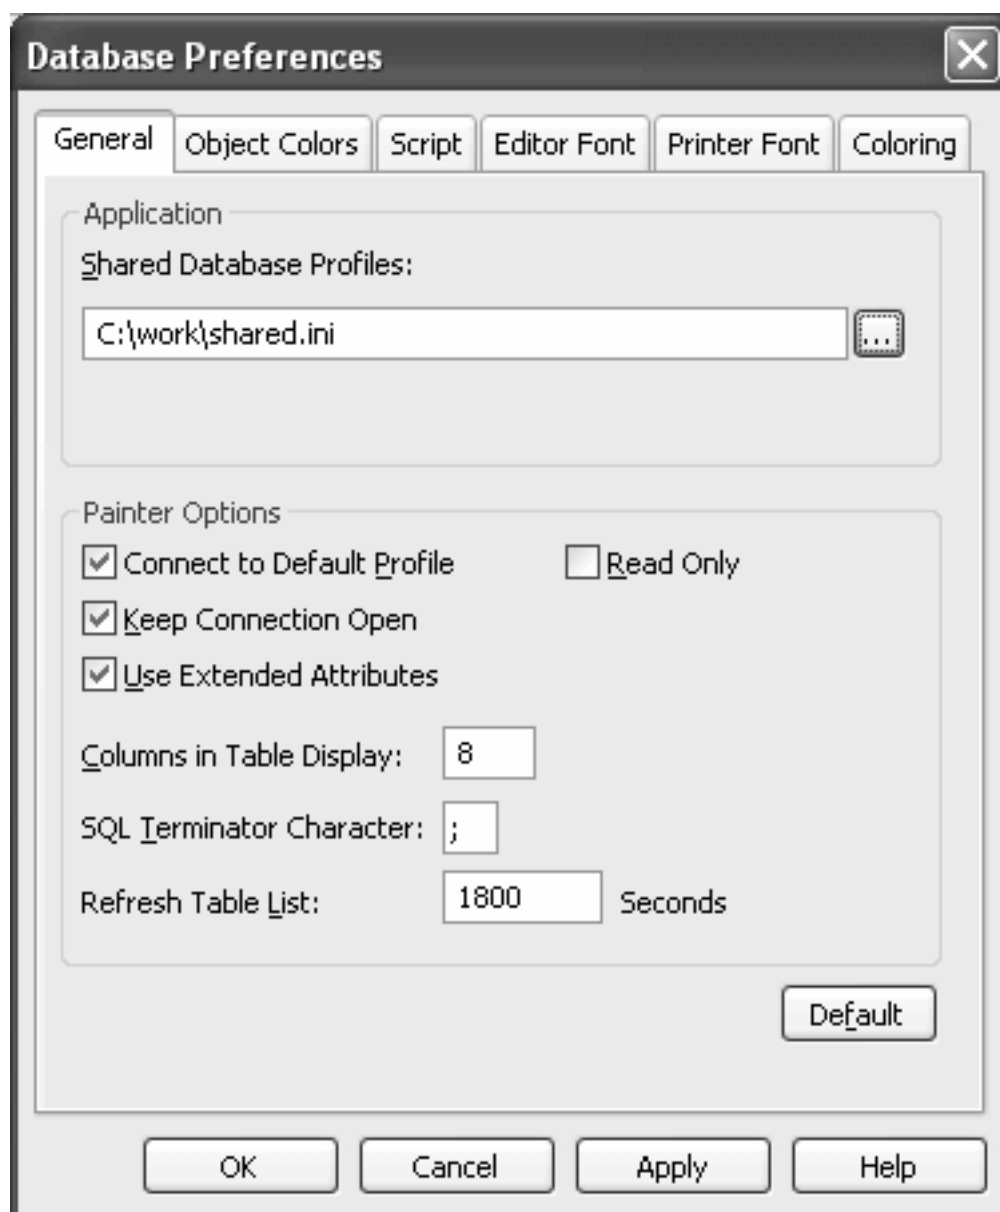 Database Preferences
General Object Colors Script Editor Font Printer Font Coloring
Application
Shared Database Profiles:
C:\work\shared.ini ...
Painter Options
Connect to Default Profile Read Only
Keep Connection Open
Use Extended Attributes
Columns in Table Display: 8
SQL Terminator Character: ;
Refresh Table List: 1800 Seconds
Default
OK Cancel Apply Help